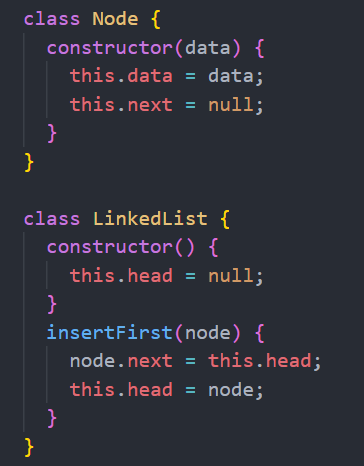 class Node {
  constructor(data) {
    this.data = data;
    this.next = null;
  }
}

class LinkedList {
  constructor() {
    this.head = null;
  }
  insertFirst(node) {
    node.next = this.head;
    this.head = node;
  }
}